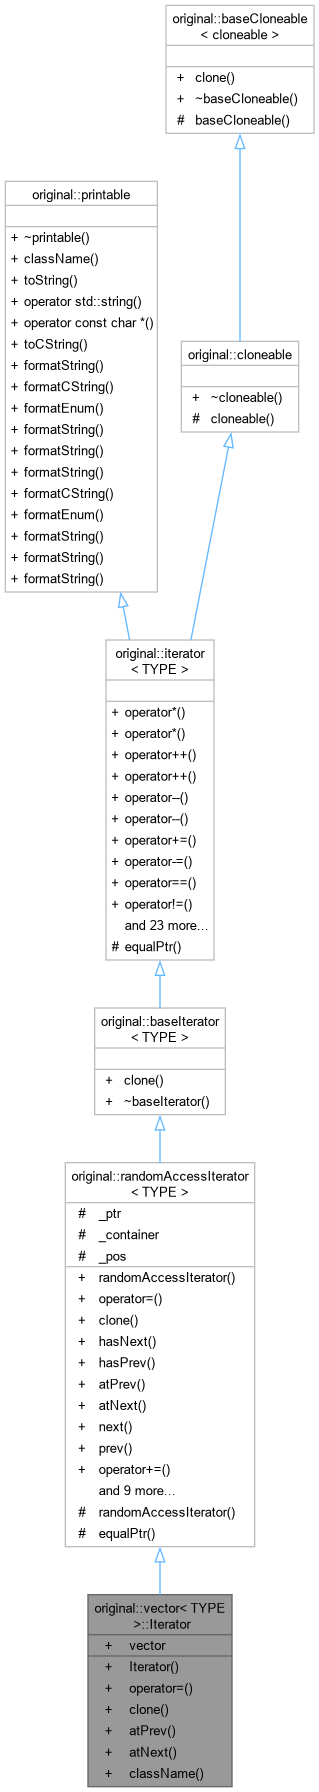 original::baseCloneable
< cloneable >
+ clone()
+ ~baseCloneable()
# baseCloneable()
original::printable
+ ~printable()
+ className()
+ toString()
+ operator std::string()
+ operator const char *()
+ toCString()
+ formatString()
+ formatCString()
+ formatEnum()
+ formatString()
+ formatString()
+ formatString()
+ formatCString()
+ formatEnum()
+ formatString()
+ formatString()
+ formatString()
original::cloneable
+ ~cloneable()
# cloneable()
original::iterator
< TYPE >
+ operator*()
+ operator*()
+ operator++()
+ operator++()
+ operator--()
+ operator--()
+ operator+=()
+ operator-=()
+ operator==()
+ operator!=()
and 23 more...
# equalPtr()
original::baseIterator
< TYPE >
+ clone()
+ ~baseIterator()
original::randomAccessIterator
< TYPE >
# _ptr
# _container
# _pos
+ randomAccessIterator()
+ operator=()
+ clone()
+ hasNext()
+ hasPrev()
+ atPrev()
+ atNext()
+ next()
+ prev()
+ operator+=()
and 9 more...
# randomAccessIterator()
# equalPtr()
original::vector< TYPE
>::Iterator
+ vector
+ Iterator()
+ operator=()
+ clone()
+ atPrev()
+ atNext()
+ className()